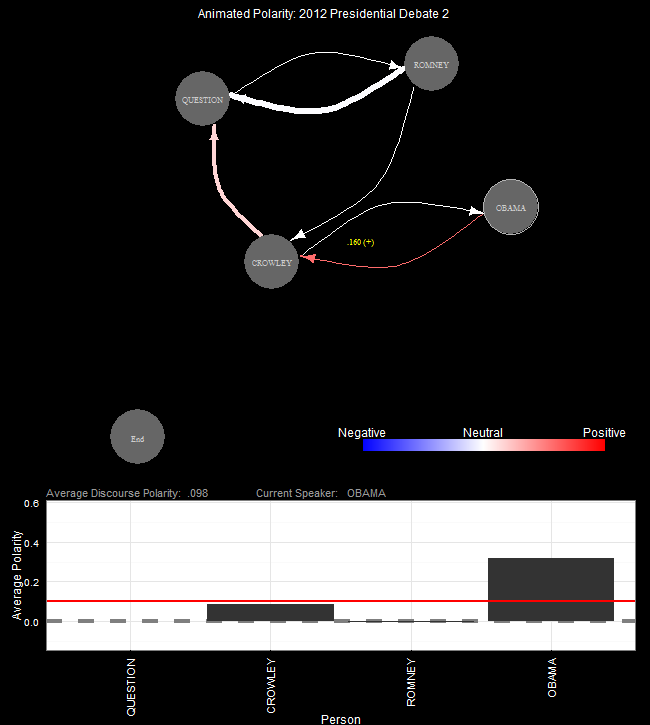 Animated Polarity: 2012 Presidential Debate 2
ROMNEY
QUESTION
OBAMA
.160 (+)
CROWLEY
End
Negative Neutral Positive
Average Discourse Polarity: .098 Current Speaker: OBAMA
0.6
0.4
0.2
0.0
Average Polarity
QUESTION
CROWLEY
ROMNEY
OBAMA
Person